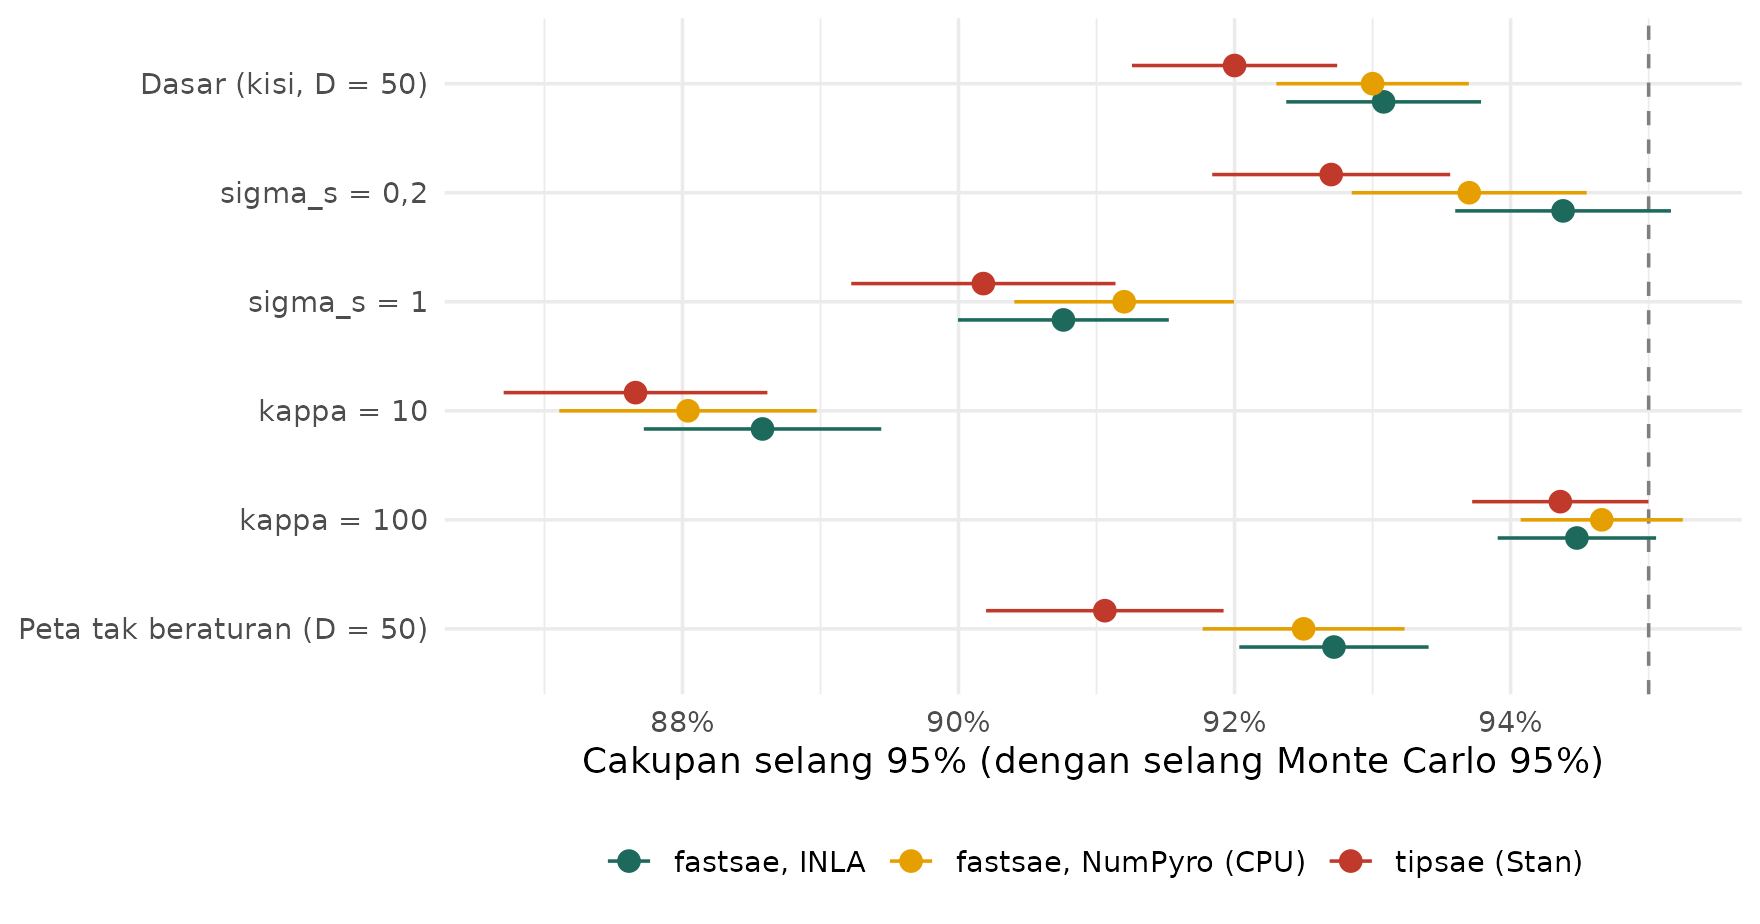 Dasar (kisi, D = 50)
sigma_s = 0,2
sigma_s = 1
kappa = 10
kappa = 100
Peta tak beraturan (D = 50)
88% 90% 92% 94%
Cakupan selang 95% (dengan selang Monte Carlo 95%)
fastsae, INLA fastsae, NumPyro (CPU) tipsae (Stan)